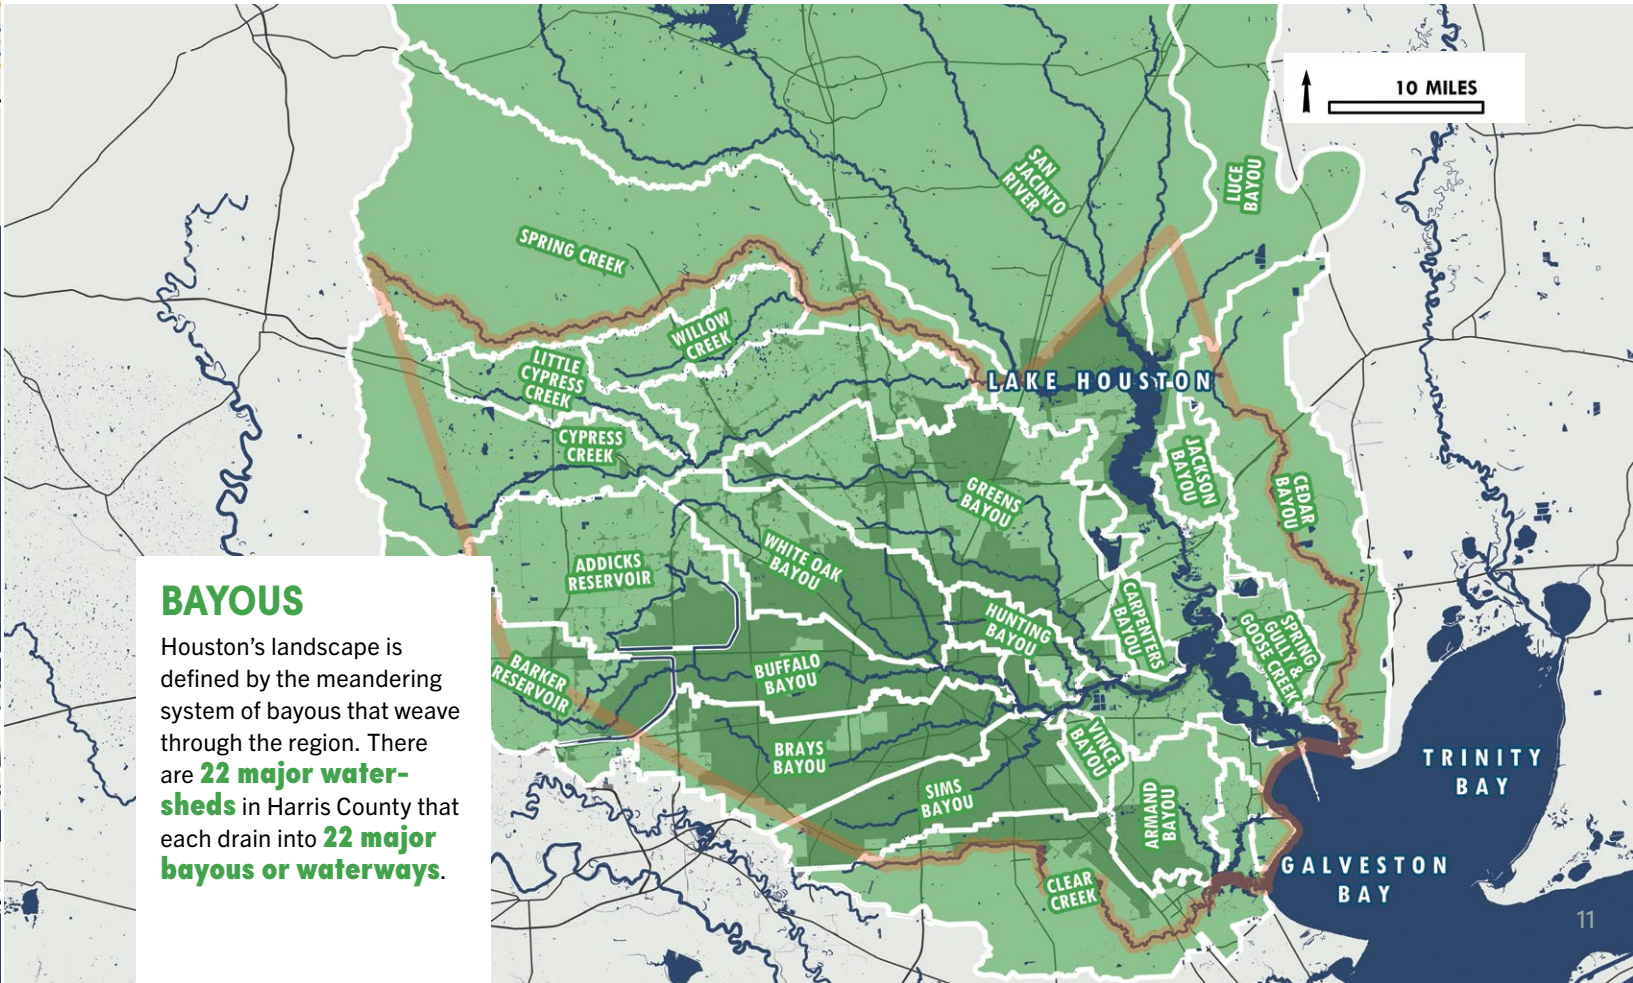 10 MILES
SAN
JACINTO
RIVER
LUCE
BAYOU
SPRING CREEK
WILLOW
CREEK
LITTLE
CYPRESS
CREEK
LAKE HOUSTON
CYPRESS
CREEK
JACKSON
BAYOU
GREENS
BAYOU
CEDAR
BAYOU
WHITE OAK
BAYOU
ADDICKS
RESERVOIR
CARPENTERS
BAYOU
HUNTING
BAYOU
SPRING
GULLY &
GOOSE CREEK
BARKER
RESERVOIR
BUFFALO
BAYOU
BRAYS
BAYOU
VINCE
BAYOU
SIMS
BAYOU
ARMAND
BAYOU
CLEAR
CREEK
TRINITY
BAY
GALVESTON
BAY
BAYOUS
Houston’s landscape is
defined by the meandering
system of bayous that weave
through the region. There
are 22 major water-
sheds in Harris County that
each drain into 22 major
bayous or waterways.
11